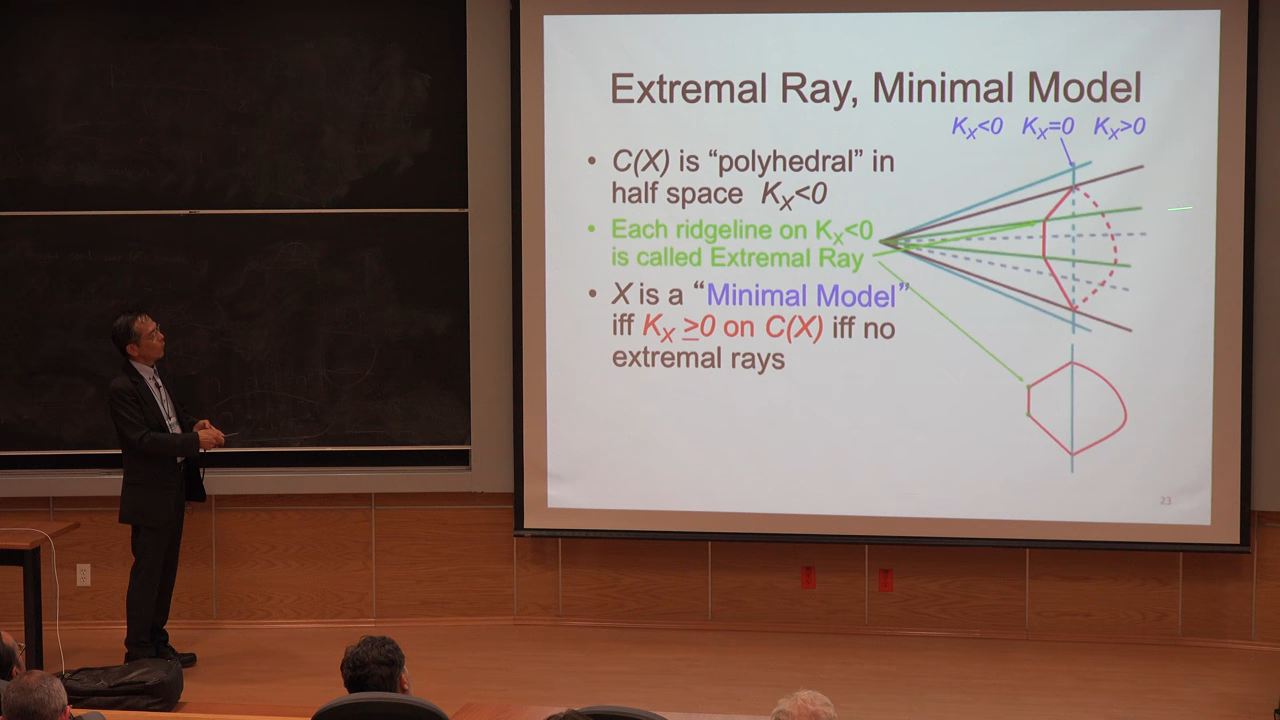 Extremal Ray, Minimal Model
K_X<0 K_X=0 K_X>0
• C(X) is “polyhedral” in
half space K_X<0
• Each ridgeline on K_X<0
is called Extremal Ray
• X is a “Minimal Model”
iff K_X ≥0 on C(X) iff no
extremal rays
23